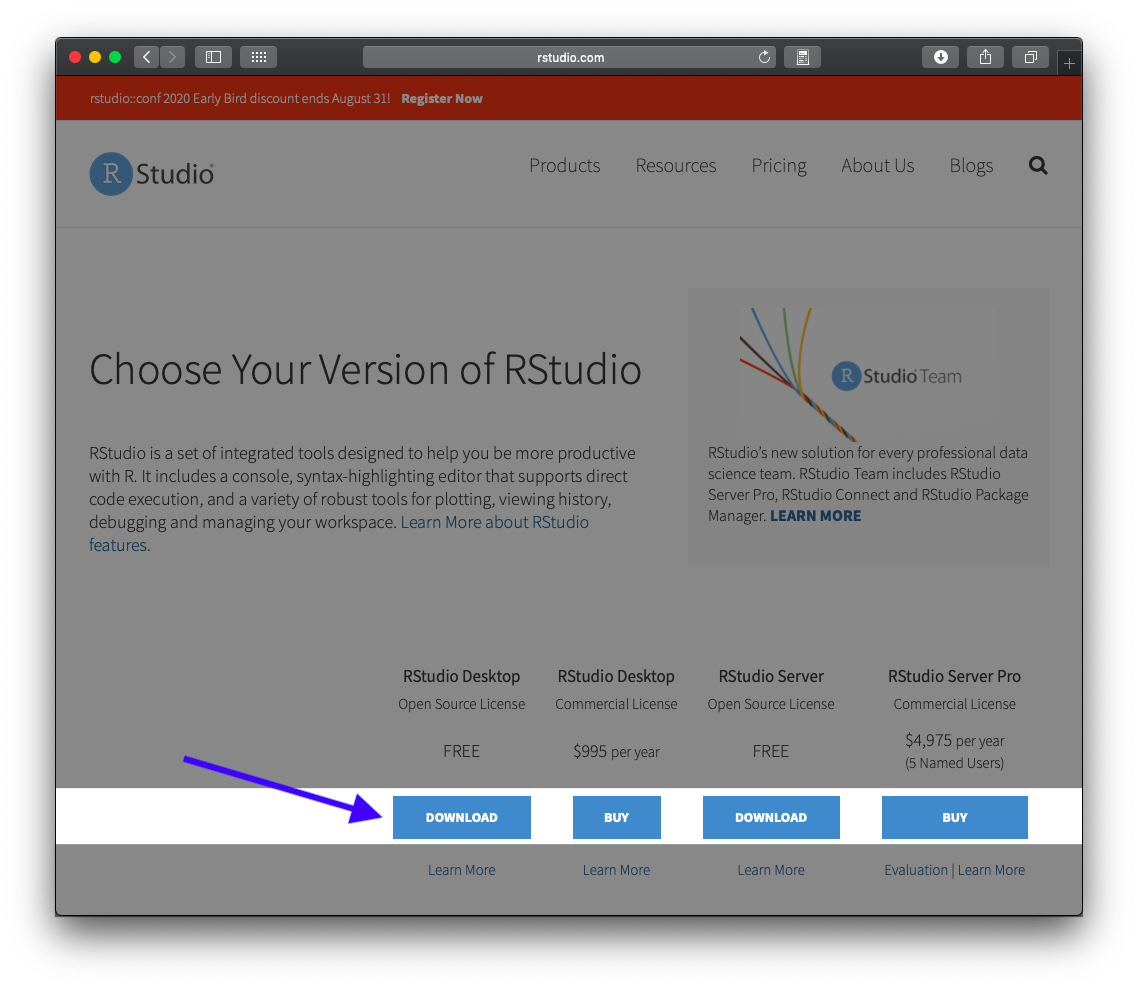 rstudio.com
rstudio::conf 2020 Early Bird discount ends August 31! Register Now
R Studio®
Products Resources Pricing About Us Blogs
R Studio Team
Choose Your Version of RStudio
RStudio is a set of integrated tools designed to help you be more productive
with R. It includes a console, syntax-highlighting editor that supports direct
code execution, and a variety of robust tools for plotting, viewing history,
debugging and managing your workspace. Learn More about RStudio
features.
RStudio's new solution for every professional data
science team. RStudio Team includes RStudio
Server Pro, RStudio Connect and RStudio Package
Manager. LEARN MORE
RStudio Desktop RStudio Desktop RStudio Server RStudio Server Pro
Open Source License Commercial License Open Source License Commercial License
FREE $995 per year FREE $4,975 per year
(5 Named Users)
DOWNLOAD BUY DOWNLOAD BUY
Learn More Learn More Learn More Evaluation | Learn More